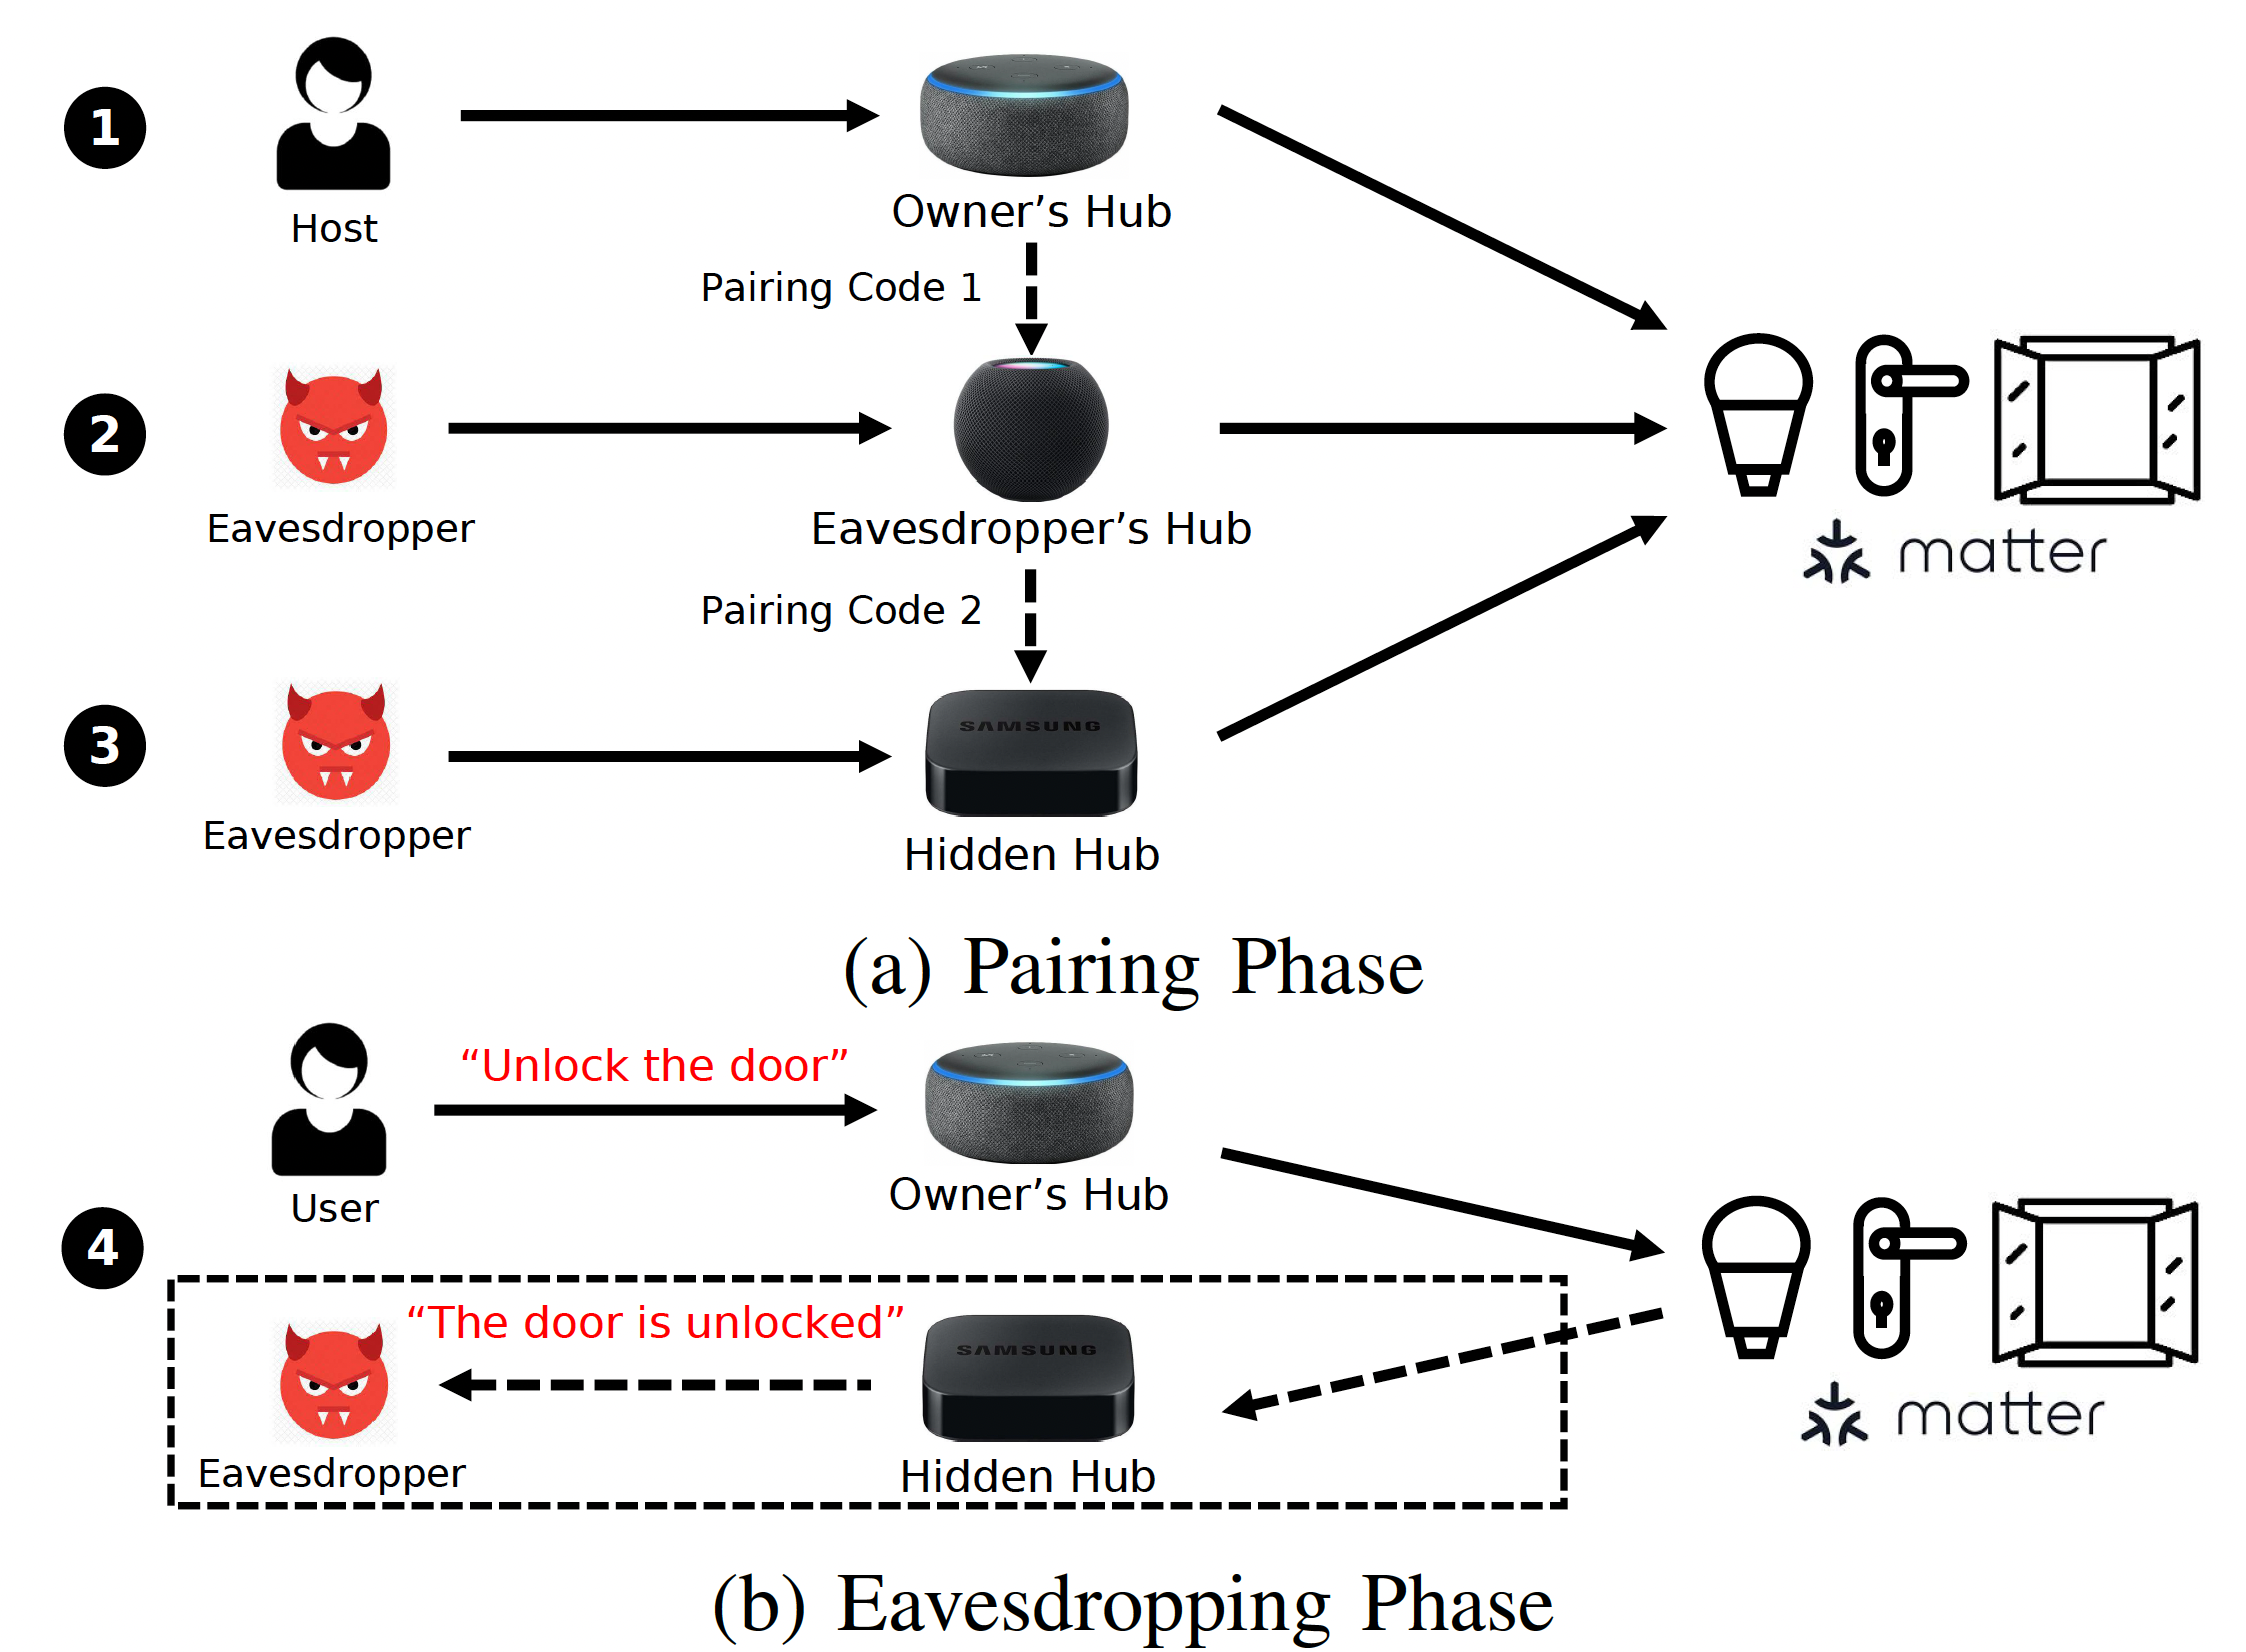 1
Host
Owner’s Hub
Pairing Code 1
2
Eavesdropper
Eavesdropper’s Hub
matter
Pairing Code 2
3
Eavesdropper
SAMSUNG
Hidden Hub
(a) Pairing Phase
“Unlock the door”
User
Owner’s Hub
4
“The door is unlocked”
SAMSUNG
matter
Eavesdropper
Hidden Hub
(b) Eavesdropping Phase